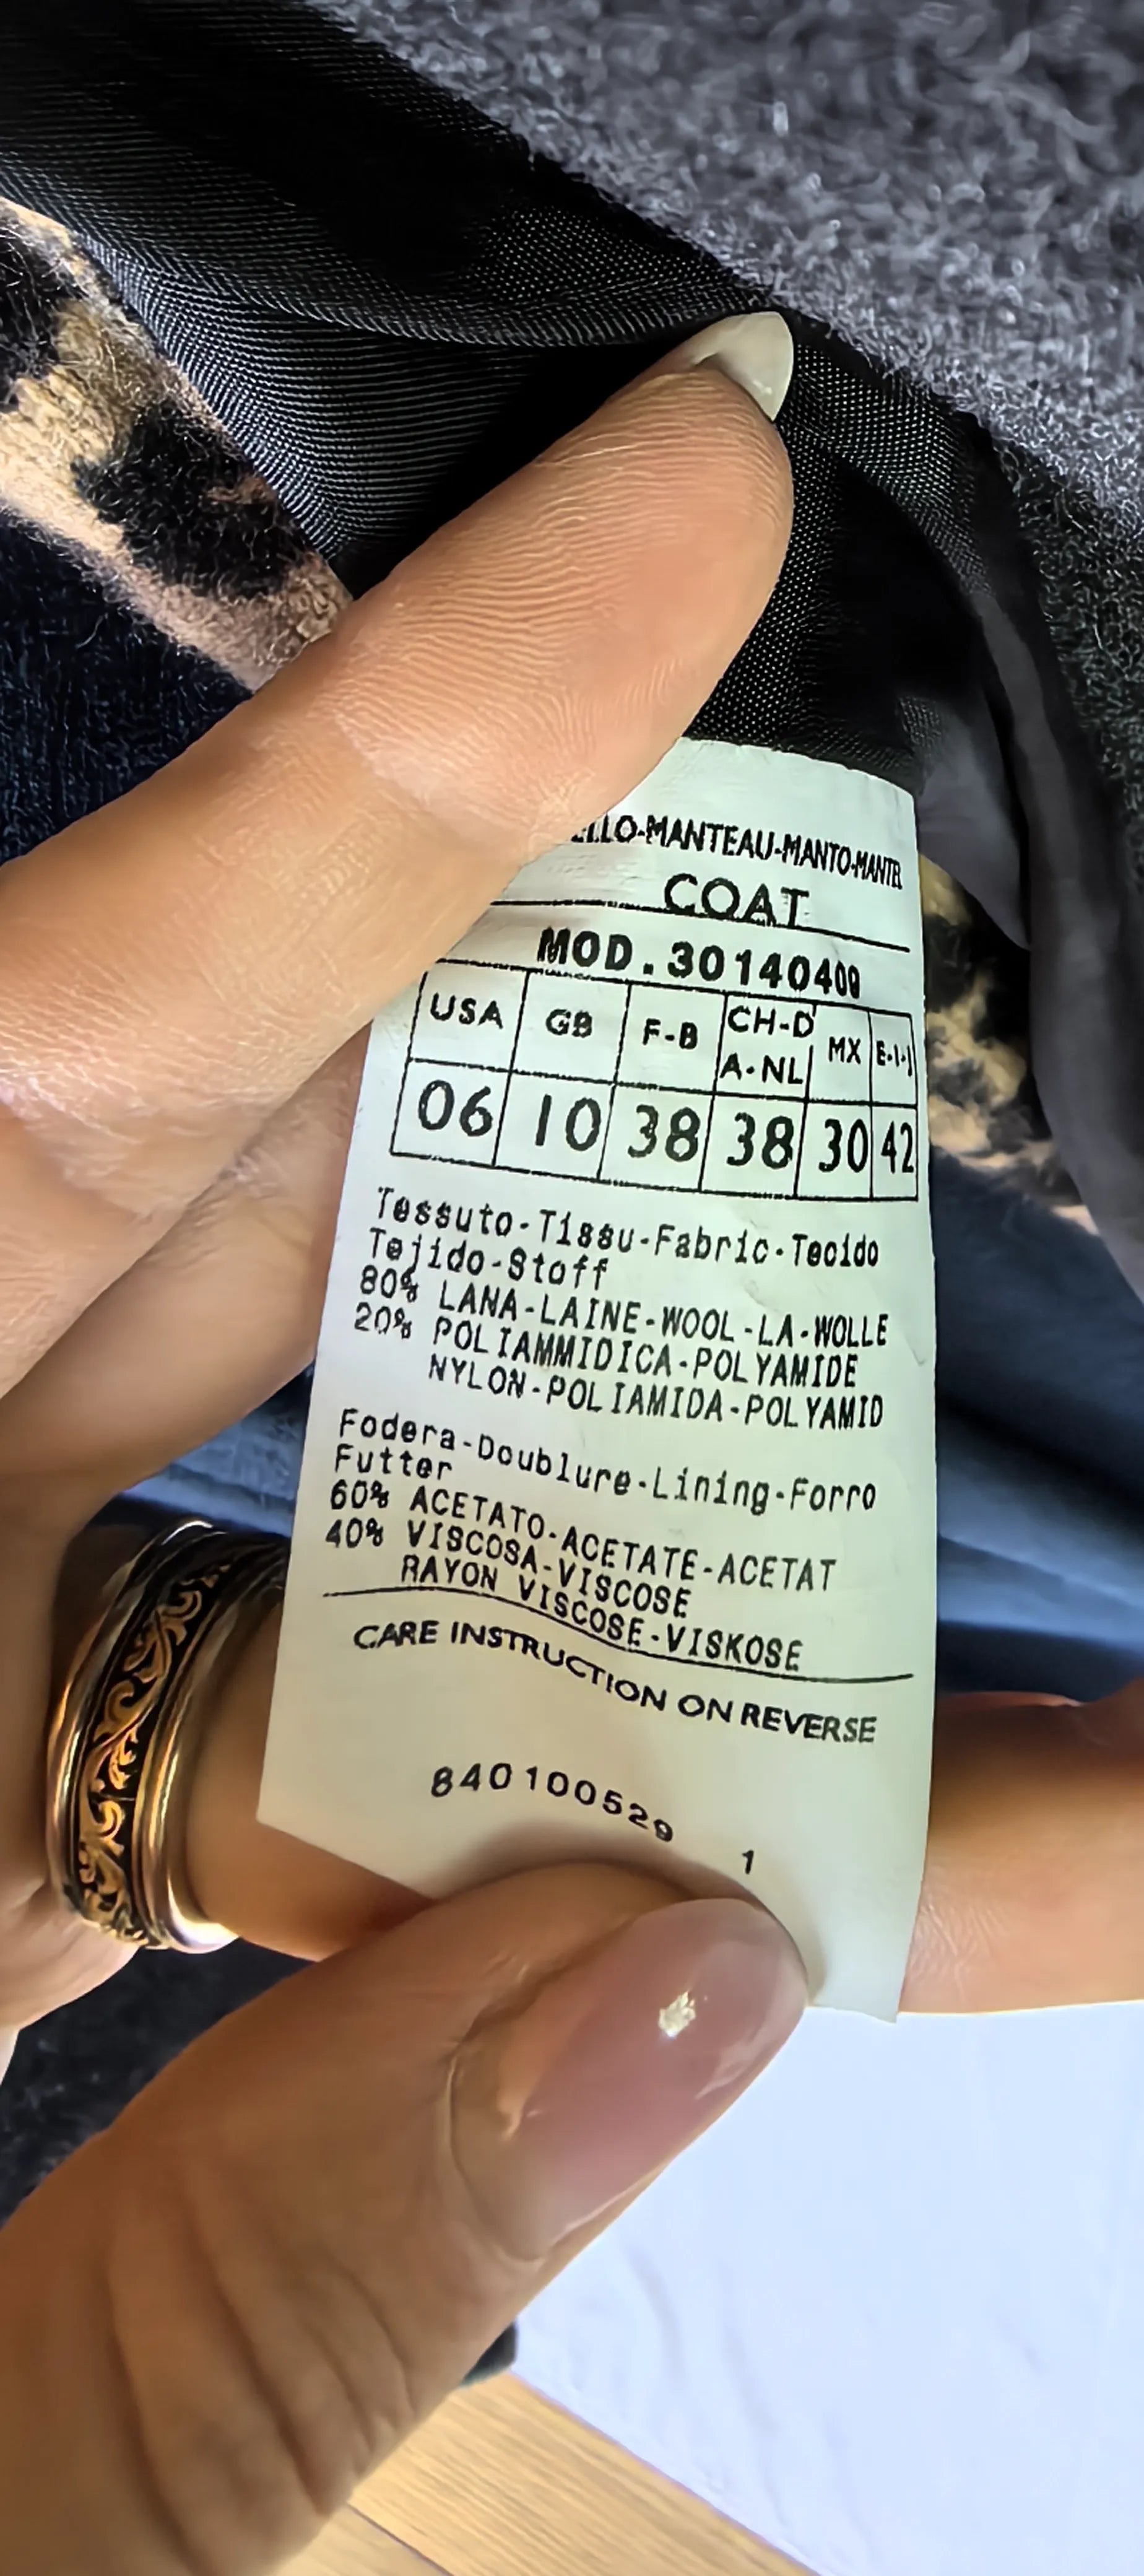 LLO-MANTEAU-MANTO-MANTEL
COAT
MOD.30140409
USA GB F-B CH-D A-NL MX E-I-J
06 10 38 38 30 42
Tessuto-Tissu-Fabric-Tecido
Tejido-Stoff
80% LANA-LAINE-WOOL-LA-WOLLE
20% POLIAMMIDICA-POLYAMIDE
NYLON-POLIAMIDA-POLYAMID
Fodera-Doublure-Lining-Forro
Futter
60% ACETATO-ACETATE-ACETAT
40% VISCOSA-VISCOSE
RAYON VISCOSE-VISKOSE
CARE INSTRUCTION ON REVERSE
840100529 1